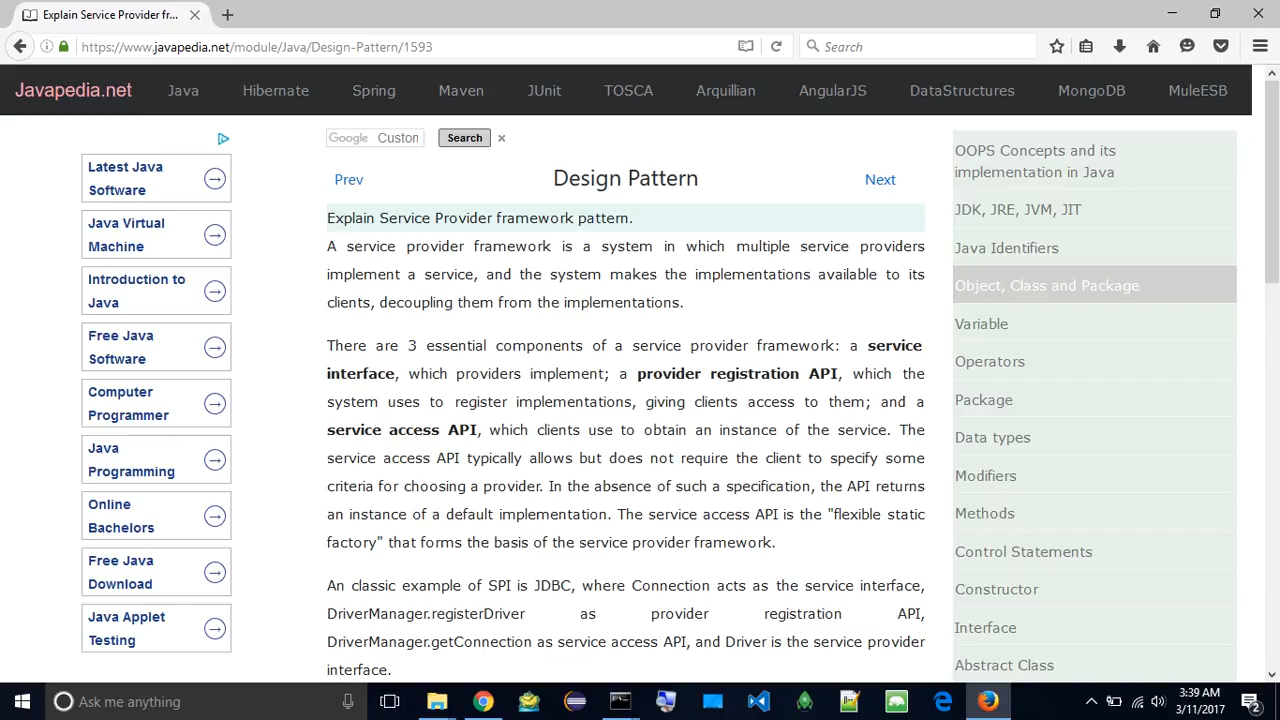 Explain Service Provider fr...
https://www.javapedia.net/module/Java/Design-Pattern/1593
Search
Javapedia.net Java Hibernate Spring Maven JUnit TOSCA Arquillian AngularJS DataStructures MongoDB MuleESB
Google Custom
Search
Latest Java
Software
Java Virtual
Machine
Introduction to
Java
Free Java
Software
Computer
Programmer
Java
Programming
Online
Bachelors
Free Java
Download
Java Applet
Testing
Prev Design Pattern Next
Explain Service Provider framework pattern.
A service provider framework is a system in which multiple service providers
implement a service, and the system makes the implementations available to its
clients, decoupling them from the implementations.
There are 3 essential components of a service provider framework: a service
interface, which providers implement; a provider registration API, which the
system uses to register implementations, giving clients access to them; and a
service access API, which clients use to obtain an instance of the service. The
service access API typically allows but does not require the client to specify some
criteria for choosing a provider. In the absence of such a specification, the API returns
an instance of a default implementation. The service access API is the "flexible static
factory" that forms the basis of the service provider framework.
An classic example of SPI is JDBC, where Connection acts as the service interface,
DriverManager.registerDriver as provider registration API,
DriverManager.getConnection as service access API, and Driver is the service provider
interface.
OOPS Concepts and its
implementation in Java
JDK, JRE, JVM, JIT
Java Identifiers
Object, Class and Package
Variable
Operators
Package
Data types
Modifiers
Methods
Control Statements
Constructor
Interface
Abstract Class
Ask me anything
3:39 AM
3/11/2017
2